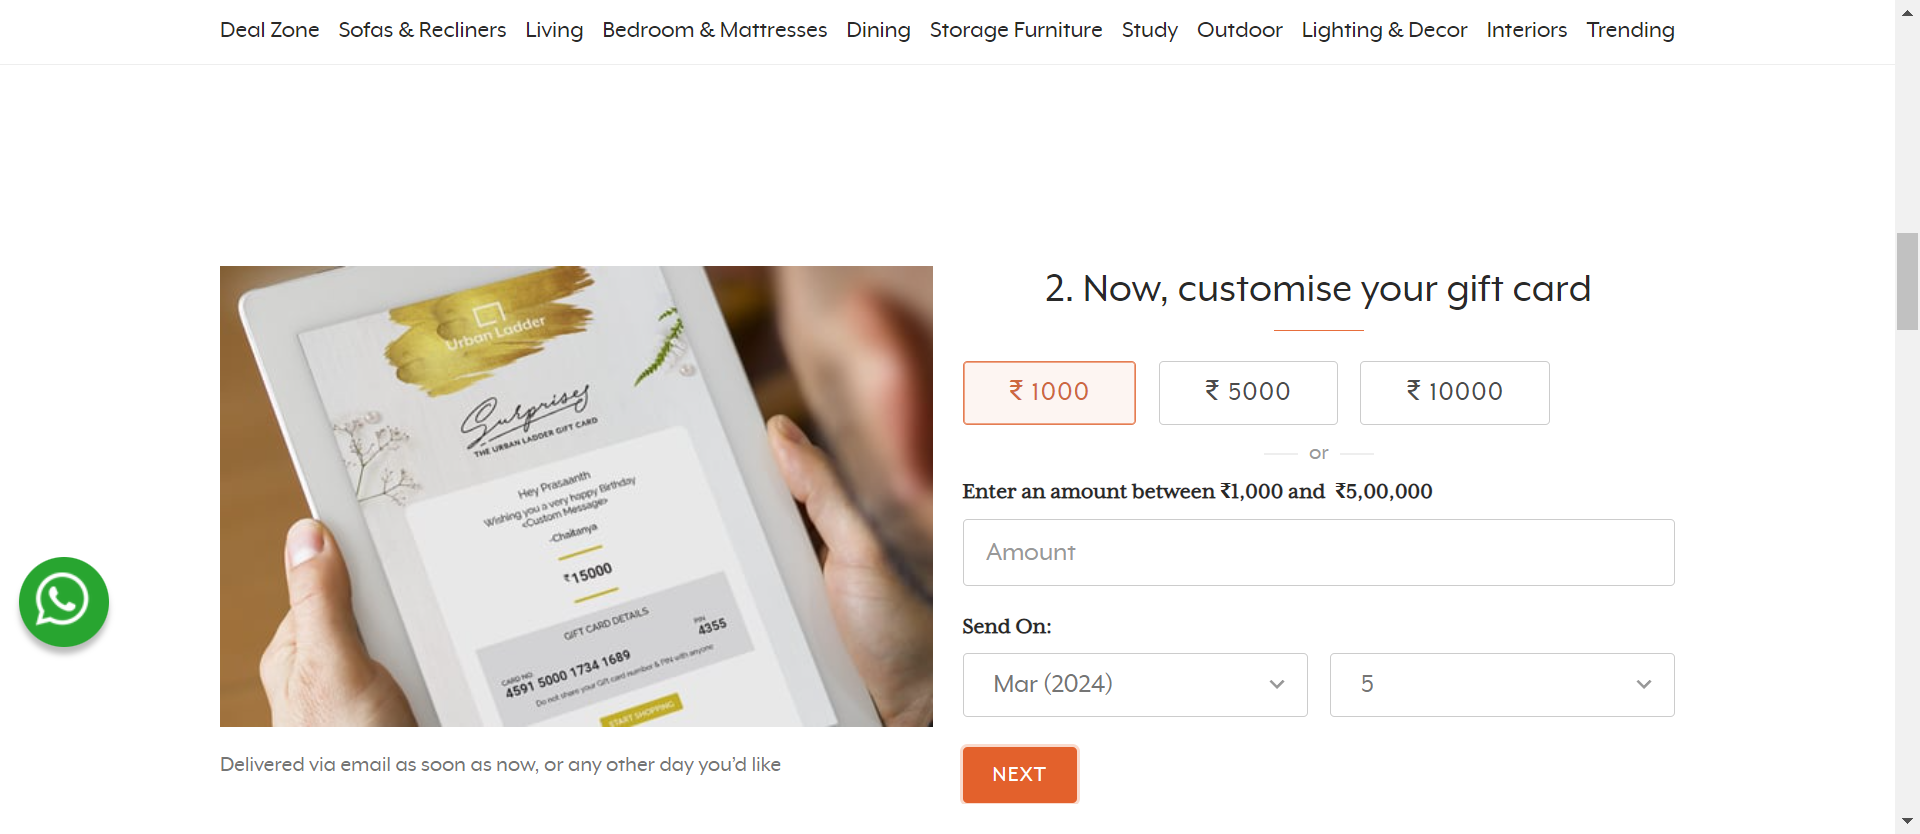 Deal Zone Sofas & Recliners Living Bedroom & Mattresses Dining Storage Furniture Study Outdoor Lighting & Decor Interiors Trending
Urban Ladder
Surprises
THE URBAN LADDER GIFT CARD
Hey Prasaanth
Wishing you a very happy Birthday
<Custom Message>
-Chaitanya
₹15000
GIFT CARD DETAILS
CARD NO. PIN
4591 5000 1734 1689 4355
Do not share your Gift card number & PIN with anyone
START SHOPPING
Delivered via email as soon as now, or any other day you’d like
2. Now, customise your gift card
₹ 1000 ₹ 5000 ₹ 10000
or
Enter an amount between ₹1,000 and ₹5,00,000
Amount
Send On:
Mar (2024) 5
NEXT